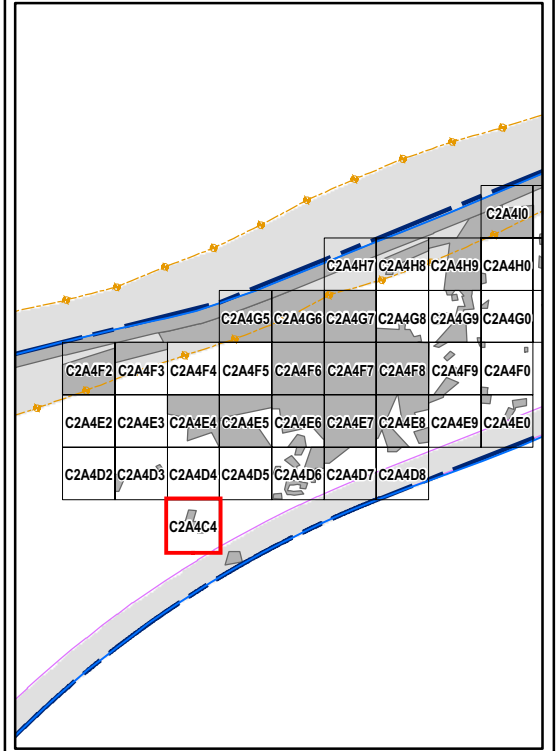 C2A4I0
C2A4H7 C2A4H8 C2A4H9 C2A4H0
C2A4G5 C2A4G6 C2A4G7 C2A4G8 C2A4G9 C2A4G0
C2A4F2 C2A4F3 C2A4F4 C2A4F5 C2A4F6 C2A4F7 C2A4F8 C2A4F9 C2A4F0
C2A4E2 C2A4E3 C2A4E4 C2A4E5 C2A4E6 C2A4E7 C2A4E8 C2A4E9 C2A4E0
C2A4D2 C2A4D3 C2A4D4 C2A4D5 C2A4D6 C2A4D7 C2A4D8
C2A4C4